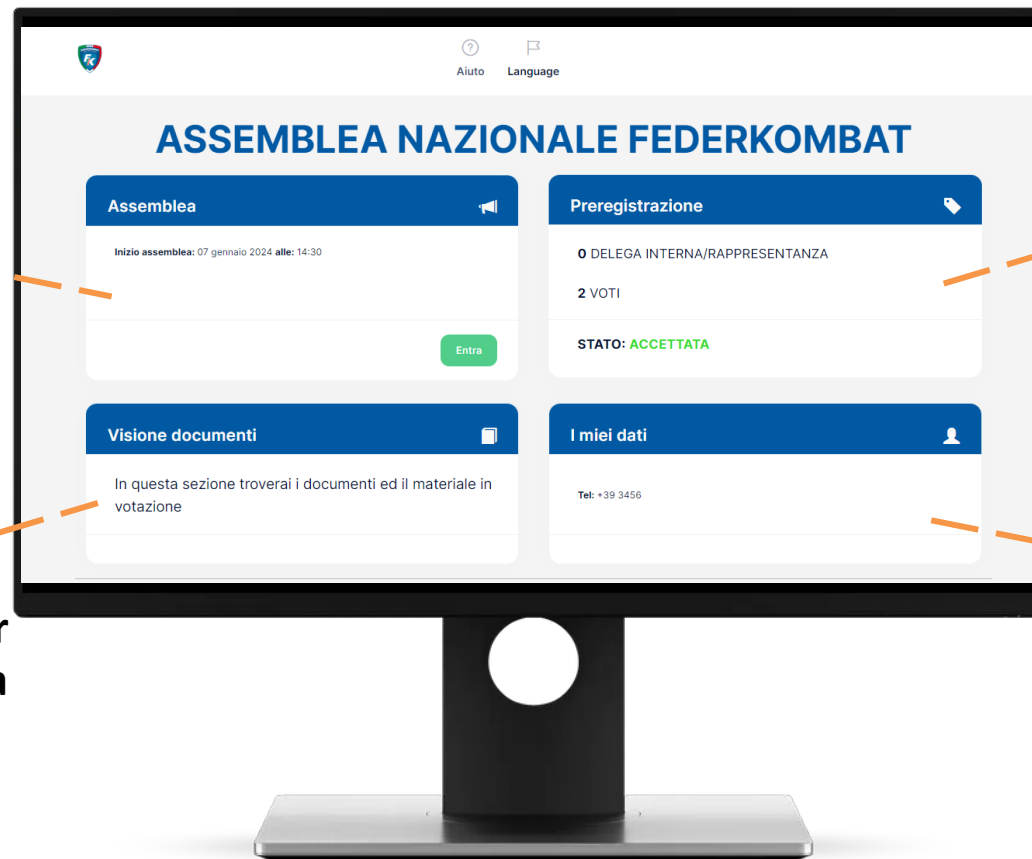 FK
Aiuto Language
ASSEMBLEA NAZIONALE FEDERKOMBAT
Assemblea
Inizio assemblea: 07 gennaio 2024 alle: 14:30
Entra
Preregistrazione
0 DELEGA INTERNA/RAPPRESENTANZA
2 VOTI
STATO: ACCETTATA
Visione documenti
In questa sezione troverai i documenti ed il materiale in
votazione
I miei dati
Tel: +39 3456